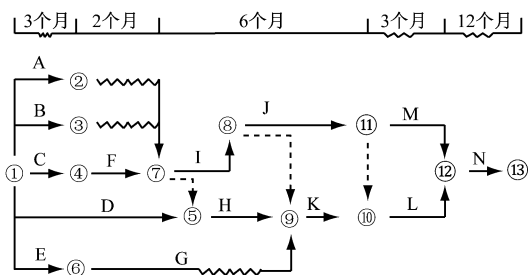 3个月 2个月 6个月 3个月 12个月
A ②
B ③ ⑧ J ⑪ M
① C ④ F ⑦ I ⑫ N ⑬
D ⑤ H ⑨ K ⑩ L
E ⑥ G